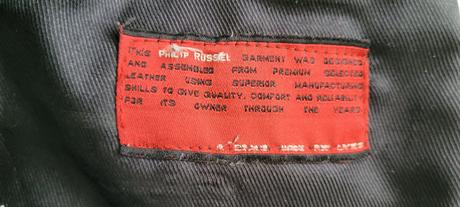 THIS PHILIP RUSSEL GARMENT WAS DESIGNED
AND ASSEMBLED FROM PREMIUM SELECTED
LEATHER USING SUPERIOR MANUFACTURING
SKILLS TO GIVE QUALITY, COMFORT AND RELIABILITY
FOR ITS OWNER THROUGH THE YEARS.